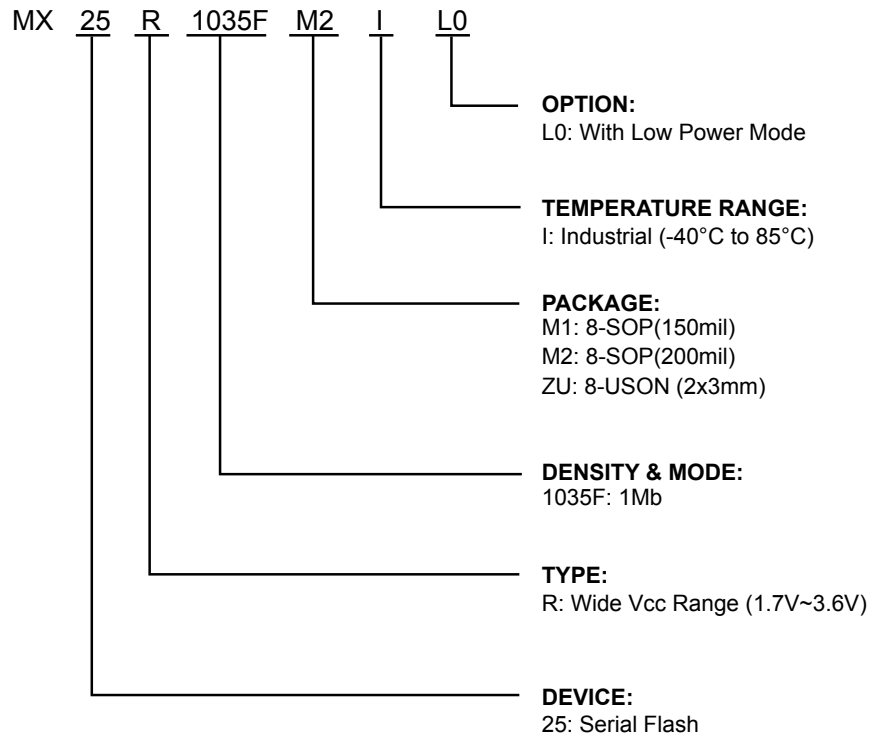 MX 25 R 1035F M2 I L0
OPTION:
L0: With Low Power Mode
TEMPERATURE RANGE:
I: Industrial (-40°C to 85°C)
PACKAGE:
M1: 8-SOP(150mil)
M2: 8-SOP(200mil)
ZU: 8-USON (2x3mm)
DENSITY & MODE:
1035F: 1Mb
TYPE:
R: Wide Vcc Range (1.7V~3.6V)
DEVICE:
25: Serial Flash